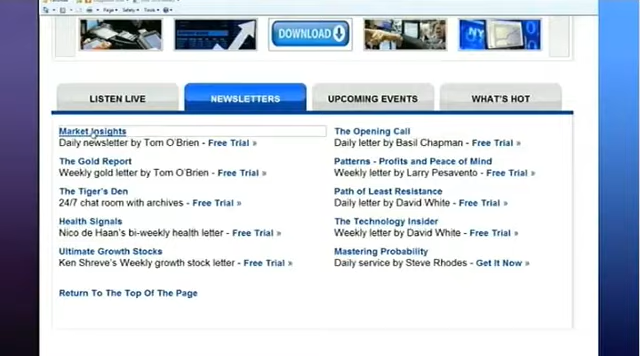 Page
Safety
Tools
DOWNLOAD
NY
LISTEN LIVE
NEWSLETTERS
UPCOMING EVENTS
WHAT'S HOT
Market Insights
Daily newsletter by Tom O'Brien - Free Trial »
The Gold Report
Weekly gold letter by Tom O'Brien - Free Trial »
The Tiger's Den
24/7 chat room with archives - Free Trial »
Health Signals
Nico de Haan's bi-weekly health letter - Free Trial »
Ultimate Growth Stocks
Ken Shreve's Weekly growth stock letter - Free Trial »
Return To The Top Of The Page
The Opening Call
Daily letter by Basil Chapman - Free Trial »
Patterns - Profits and Peace of Mind
Weekly letter by Larry Pesavento - Free Trial »
Path of Least Resistance
Daily letter by David White - Free Trial »
The Technology Insider
Weekly letter by David White - Free Trial »
Mastering Probability
Daily service by Steve Rhodes - Get It Now »